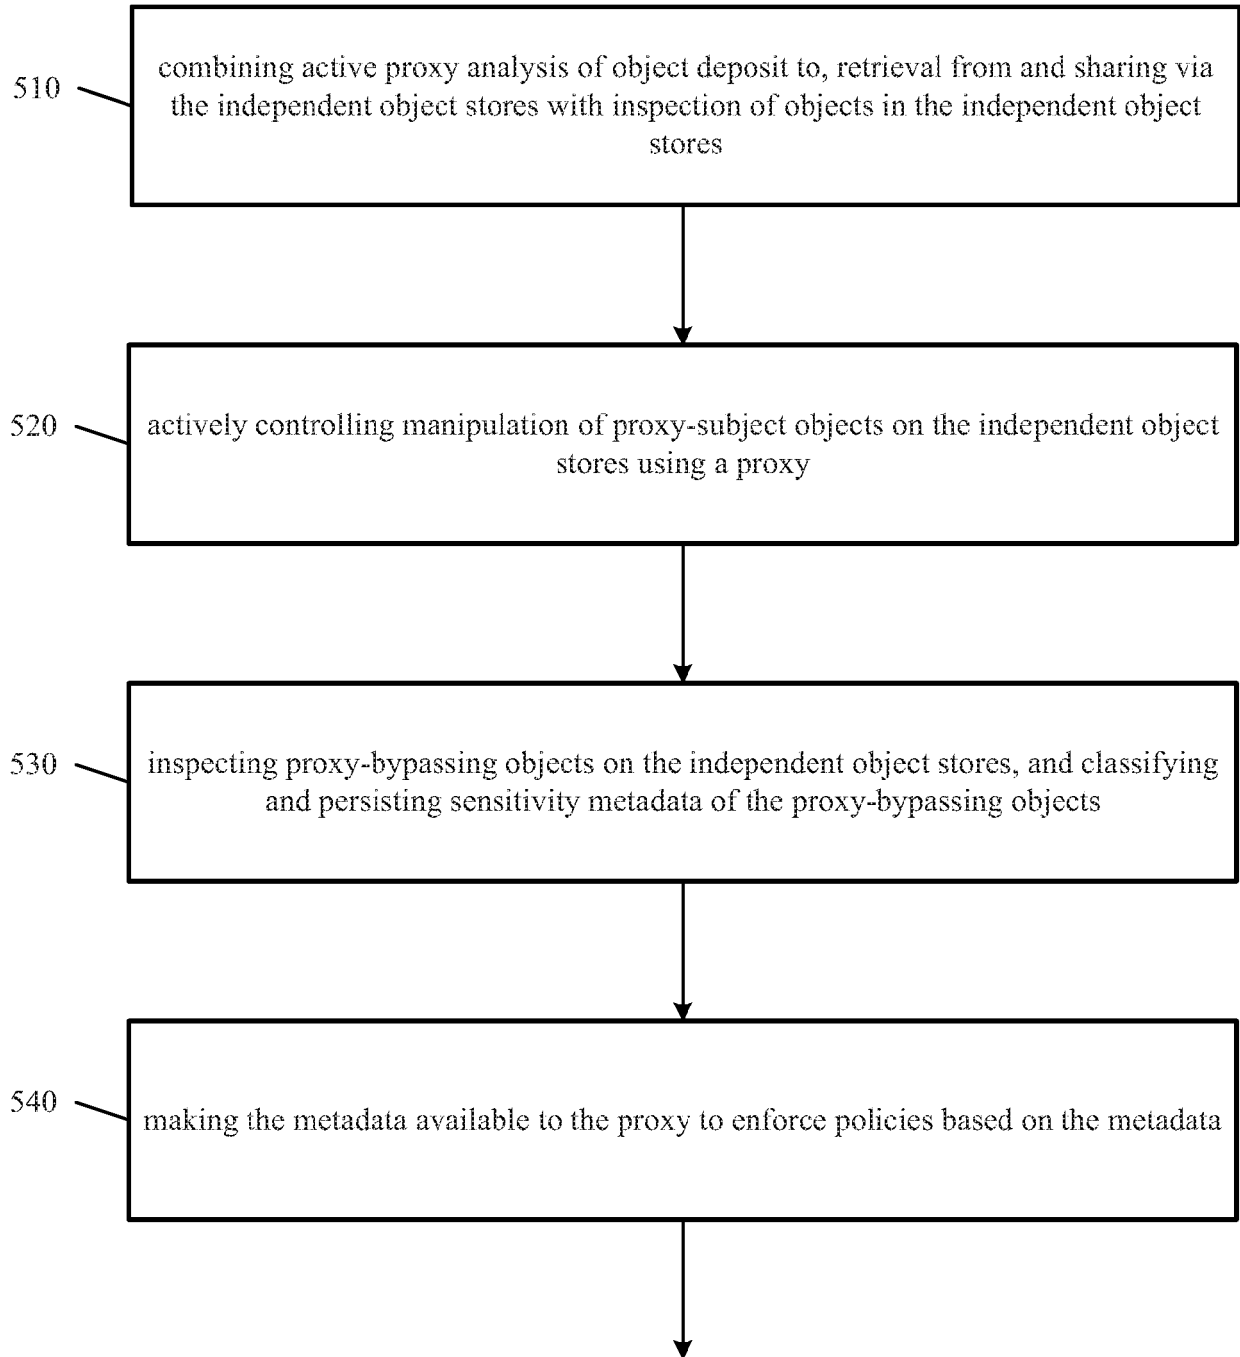 510
combining active proxy analysis of object deposit to, retrieval from and sharing via
the independent object stores with inspection of objects in the independent object
stores
520
actively controlling manipulation of proxy-subject objects on the independent object
stores using a proxy
530
inspecting proxy-bypassing objects on the independent object stores, and classifying
and persisting sensitivity metadata of the proxy-bypassing objects
540
making the metadata available to the proxy to enforce policies based on the metadata